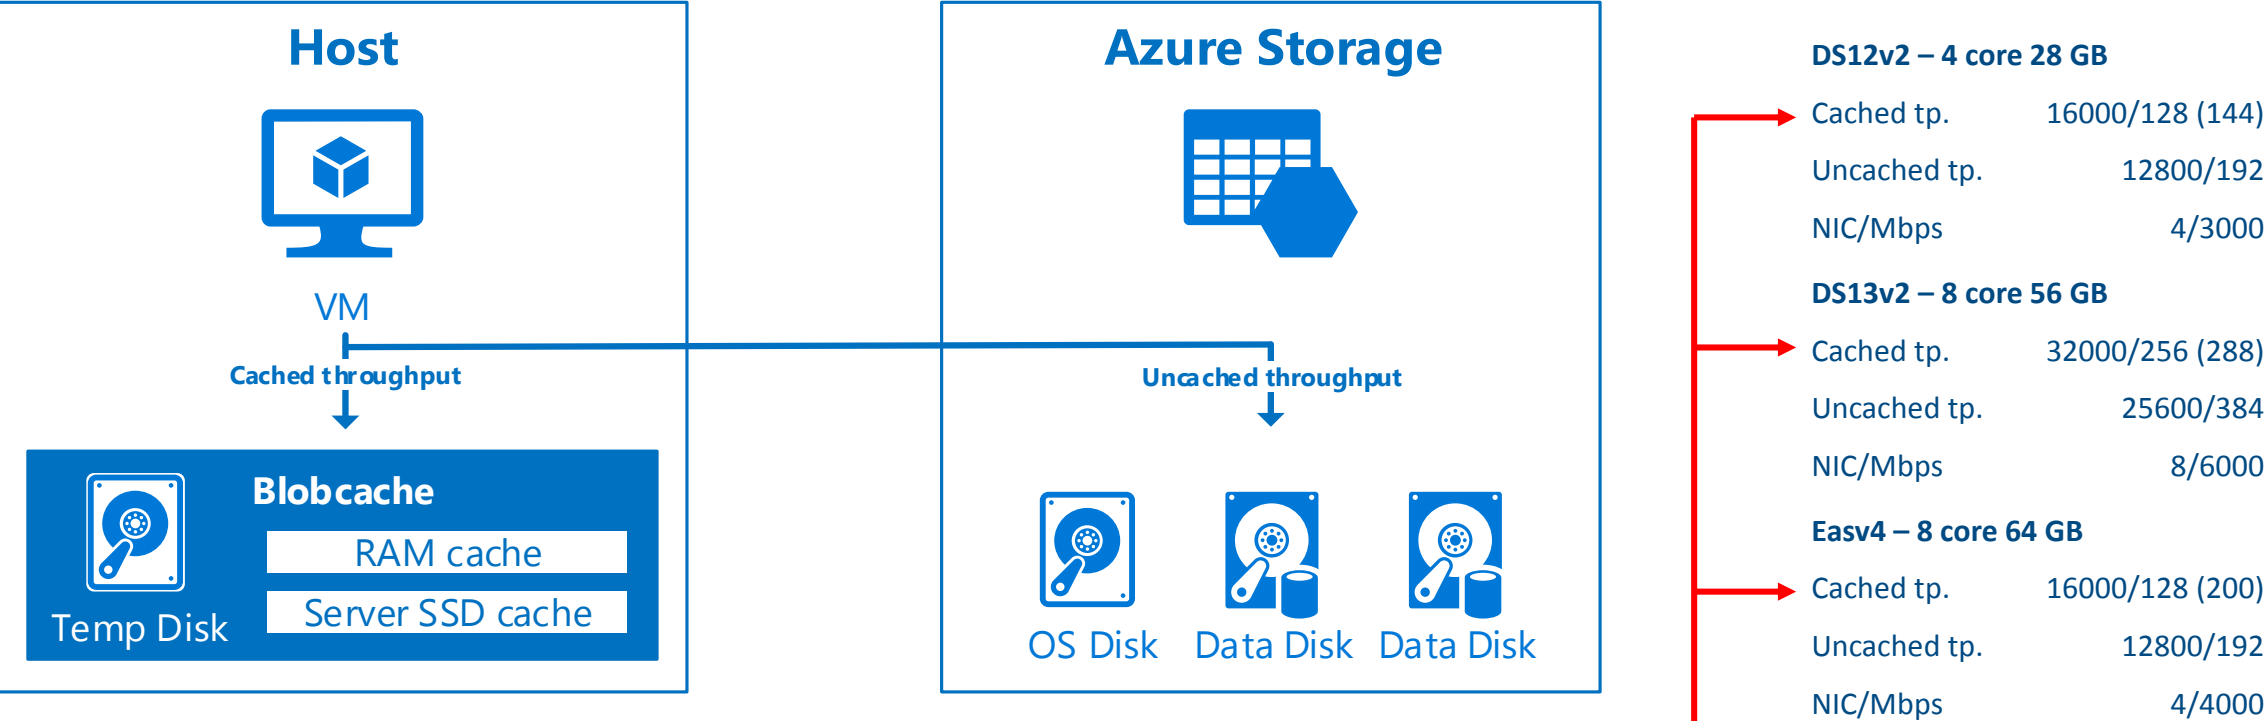 Host
VM
Cached throughput
Blobcache
RAM cache
Server SSD cache
Temp Disk
Azure Storage
Uncached throughput
OS Disk
Data Disk
Data Disk
DS12v2 – 4 core 28 GB
Cached tp. 16000/128 (144)
Uncached tp. 12800/192
NIC/Mbps 4/3000
DS13v2 – 8 core 56 GB
Cached tp. 32000/256 (288)
Uncached tp. 25600/384
NIC/Mbps 8/6000
Easv4 – 8 core 64 GB
Cached tp. 16000/128 (200)
Uncached tp. 12800/192
NIC/Mbps 4/4000